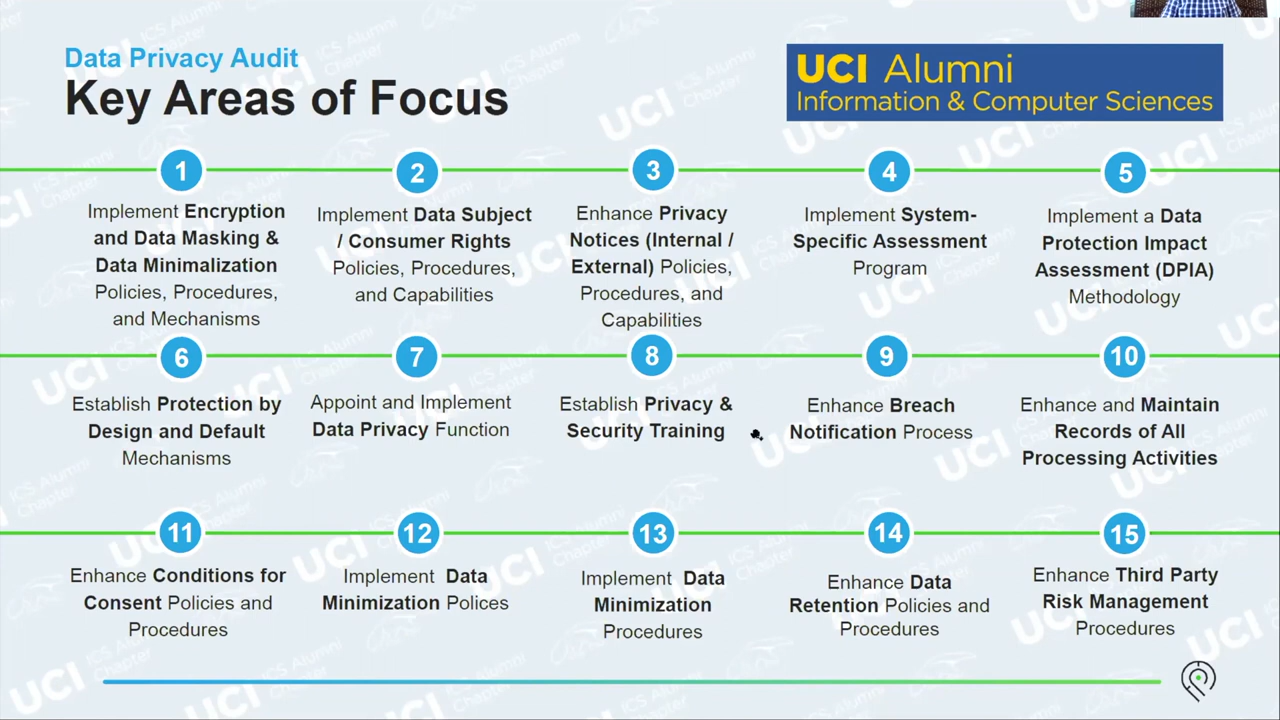 Data Privacy Audit
Key Areas of Focus
UCI Alumni
Information & Computer Sciences
1
Implement Encryption
and Data Masking &
Data Minimalization
Policies, Procedures,
and Mechanisms
2
Implement Data Subject
/ Consumer Rights
Policies, Procedures,
and Capabilities
3
Enhance Privacy
Notices (Internal /
External) Policies,
Procedures, and
Capabilities
4
Implement System-
Specific Assessment
Program
5
Implement a Data
Protection Impact
Assessment (DPIA)
Methodology
6
Establish Protection by
Design and Default
Mechanisms
7
Appoint and Implement
Data Privacy Function
8
Establish Privacy &
Security Training
9
Enhance Breach
Notification Process
10
Enhance and Maintain
Records of All
Processing Activities
11
Enhance Conditions for
Consent Policies and
Procedures
12
Implement Data
Minimization Polices
13
Implement Data
Minimization
Procedures
14
Enhance Data
Retention Policies and
Procedures
15
Enhance Third Party
Risk Management
Procedures
UCI ICS Alumni
Chapter